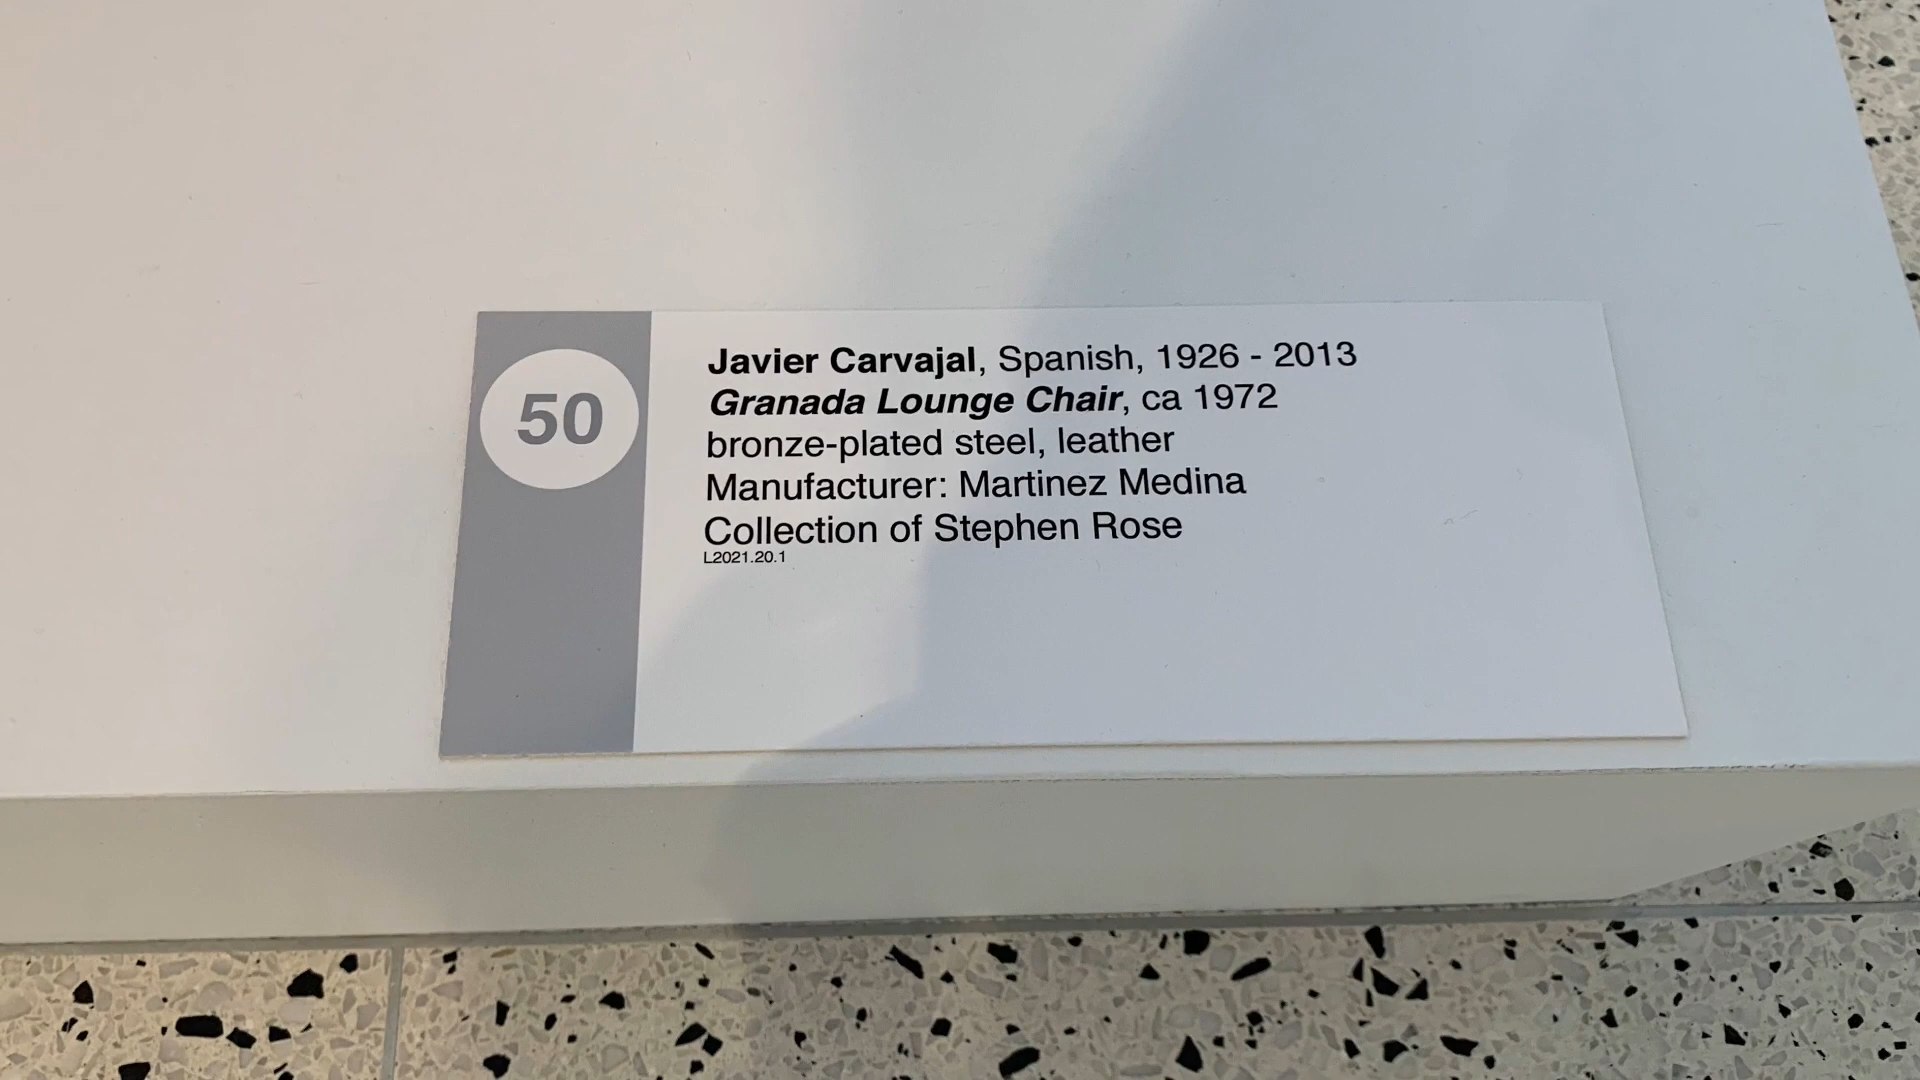 50
Javier Carvajal, Spanish, 1926 - 2013
Granada Lounge Chair, ca 1972
bronze-plated steel, leather
Manufacturer: Martinez Medina
Collection of Stephen Rose
L2021.20.1